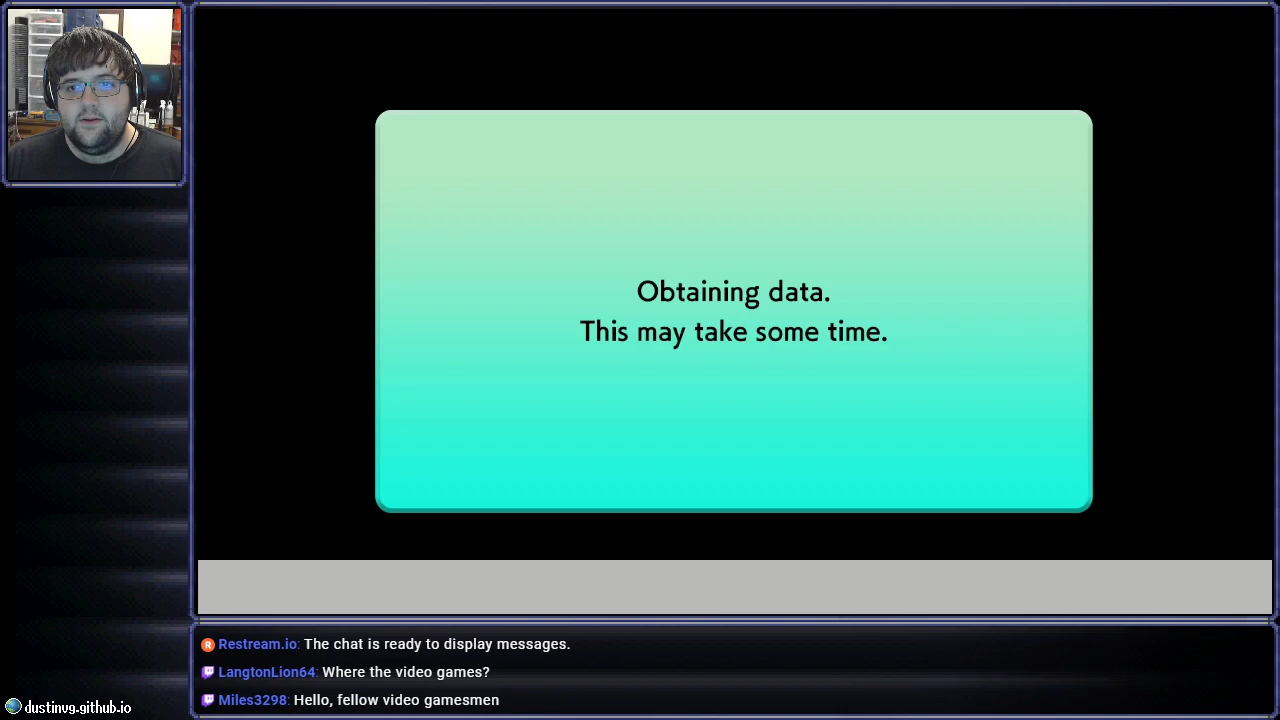 Obtaining data.
This may take some time.
Restream.io: The chat is ready to display messages.
LangtonLion64: Where the video games?
Miles3298: Hello, fellow video gamesmen
dustinvg.github.io